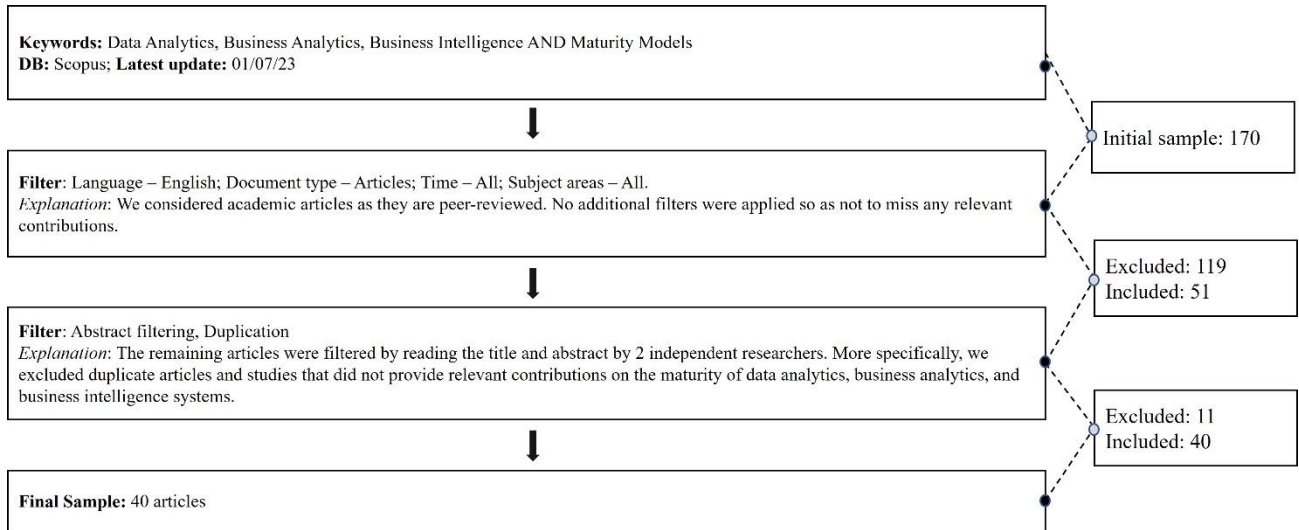 Keywords: Data Analytics, Business Analytics, Business Intelligence AND Maturity Models
DB: Scopus; Latest update: 01/07/23
Initial sample: 170
Filter: Language – English; Document type – Articles; Time – All; Subject areas – All.
Explanation: We considered academic articles as they are peer-reviewed. No additional filters were applied so as not to miss any relevant
contributions.
Excluded: 119
Included: 51
Filter: Abstract filtering, Duplication
Explanation: The remaining articles were filtered by reading the title and abstract by 2 independent researchers. More specifically, we
excluded duplicate articles and studies that did not provide relevant contributions on the maturity of data analytics, business analytics, and
business intelligence systems.
Excluded: 11
Included: 40
Final Sample: 40 articles